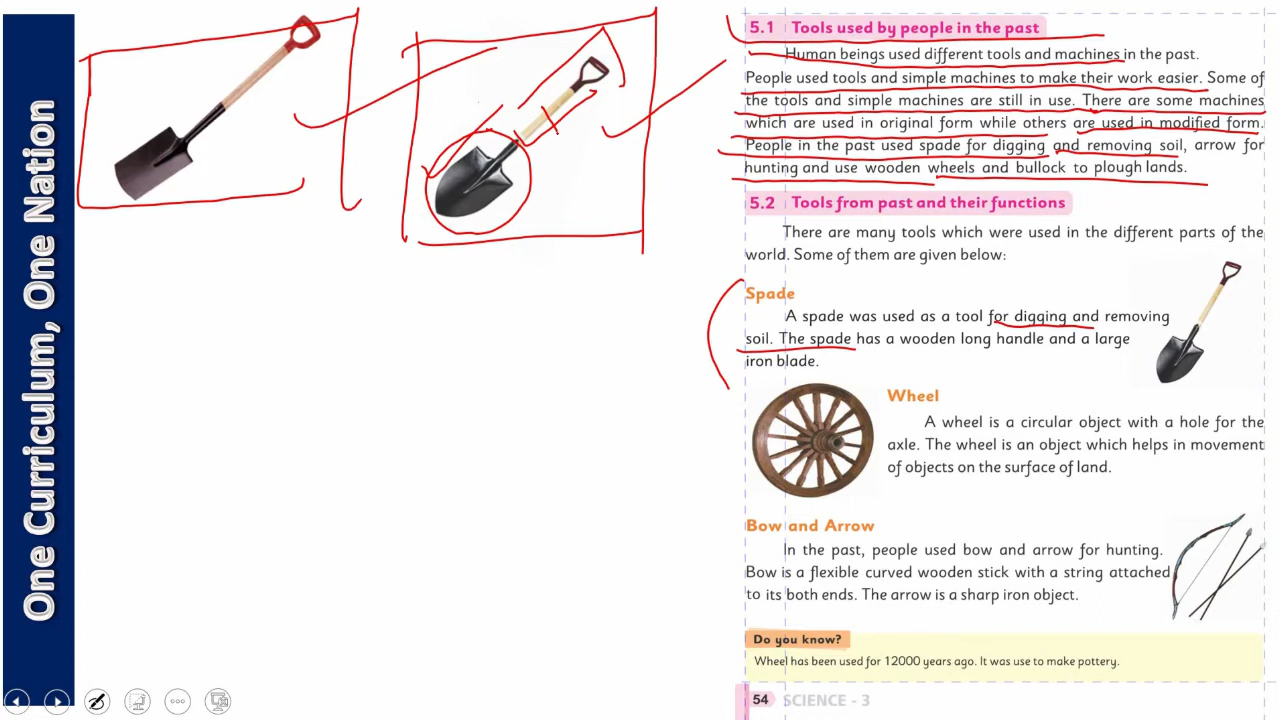 One Curriculum, One Nation
5.1 Tools used by people in the past
Human beings used different tools and machines in the past.
People used tools and simple machines to make their work easier. Some of
the tools and simple machines are still in use. There are some machines
which are used in original form while others are used in modified form.
People in the past used spade for digging and removing soil, arrow for
hunting and use wooden wheels and bullock to plough lands.
5.2 Tools from past and their functions
There are many tools which were used in the different parts of the
world. Some of them are given below:
Spade
A spade was used as a tool for digging and removing
soil. The spade has a wooden long handle and a large
iron blade.
Wheel
A wheel is a circular object with a hole for the
axle. The wheel is an object which helps in movement
of objects on the surface of land.
Bow and Arrow
In the past, people used bow and arrow for hunting.
Bow is a flexible curved wooden stick with a string attached
to its both ends. The arrow is a sharp iron object.
Do you know?
Wheel has been used for 12000 years ago. It was use to make pottery.
54 SCIENCE - 3